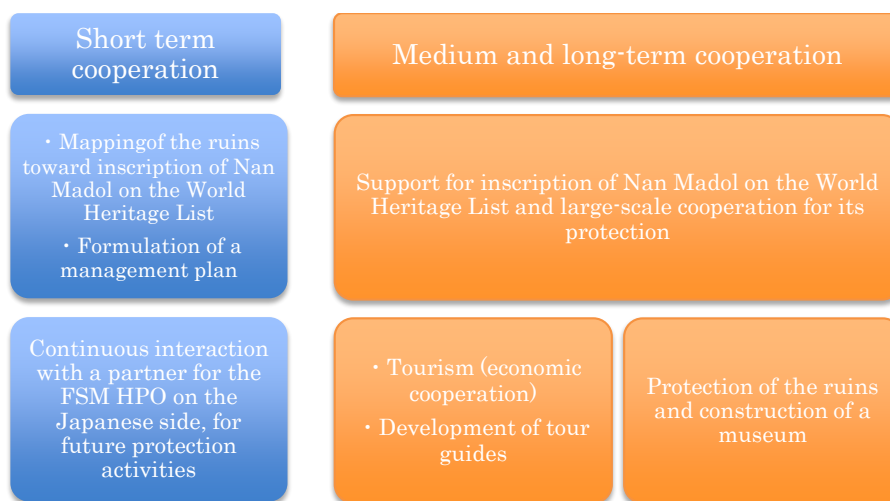 Short term
cooperation
Medium and long-term cooperation
・Mappingof the ruins
toward inscription of Nan
Madol on the World
Heritage List
・Formulation of a
management plan
Support for inscription of Nan Madol on the World
Heritage List and large-scale cooperation for its
protection
Continuous interaction
with a partner for the
FSM HPO on the
Japanese side, for
future protection
activities
・Tourism (economic
cooperation)
・Development of tour
guides
Protection of the ruins
and construction of a
museum